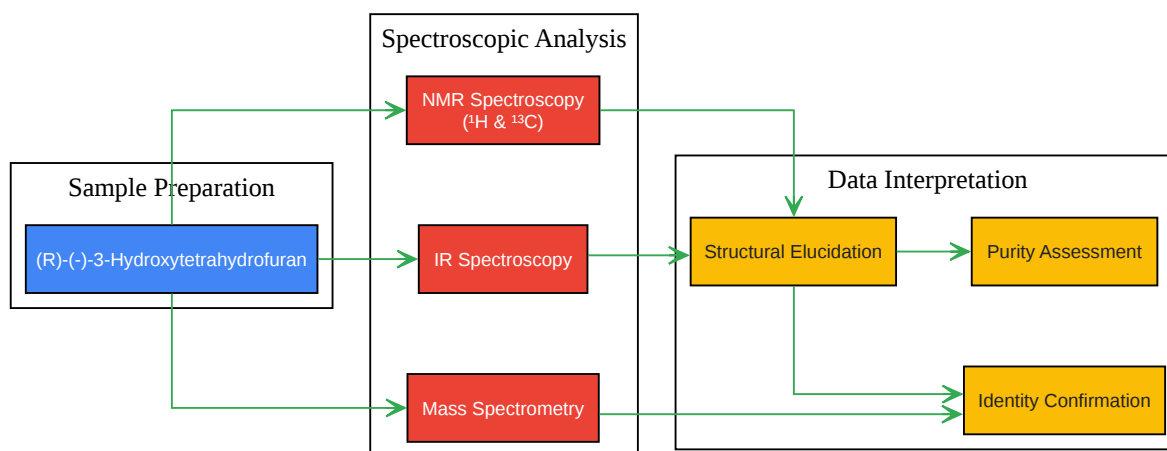 Spectroscopic Analysis
NMR Spectroscopy
(¹H & ¹³C)
Sample Preparation
Data Interpretation
(R)-(-)-3-Hydroxytetrahydrofuran
IR Spectroscopy
Structural Elucidation
Purity Assessment
Mass Spectrometry
Identity Confirmation